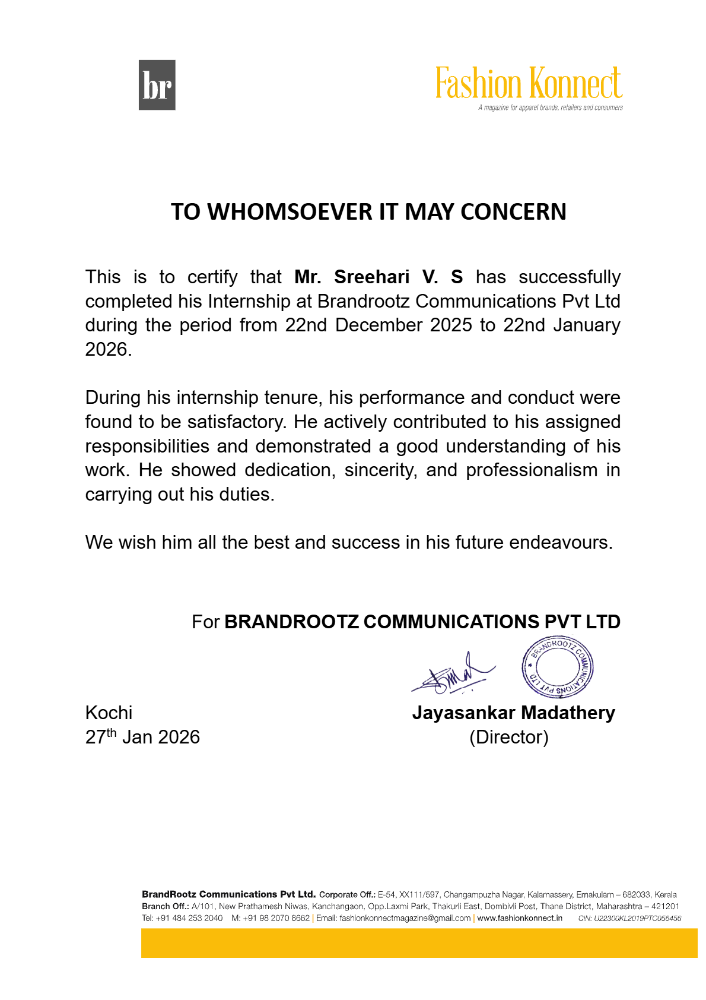 br
Fashion Konnect
A magazine for apparel brands, retailers and consumers
TO WHOMSOEVER IT MAY CONCERN
This is to certify that Mr. Sreehari V. S has successfully
completed his Internship at Brandrootz Communications Pvt Ltd
during the period from 22nd December 2025 to 22nd January
2026.
During his internship tenure, his performance and conduct were
found to be satisfactory. He actively contributed to his assigned
responsibilities and demonstrated a good understanding of his
work. He showed dedication, sincerity, and professionalism in
carrying out his duties.
We wish him all the best and success in his future endeavours.
For BRANDROOTZ COMMUNICATIONS PVT LTD
BRANDROOTZ COMMUNICATIONS PVT LTD.
Kochi
Jayasankar Madathery
27th Jan 2026
(Director)
BrandRootz Communications Pvt Ltd. Corporate Off.: E-54, XX111/597, Changampuzha Nagar, Kalamassery, Ernakulam – 682033, Kerala
Branch Off.: A/101, New Prathamesh Niwas, Kanchangaon, Opp.Laxmi Park, Thakurli East, Dombivli Post, Thane District, Maharashtra – 421201
Tel: +91 484 253 2040 M: +91 98 2070 8662 | Email: fashionkonnectmagazine@gmail.com | www.fashionkonnect.in CIN: U22300KL2019PTC056456